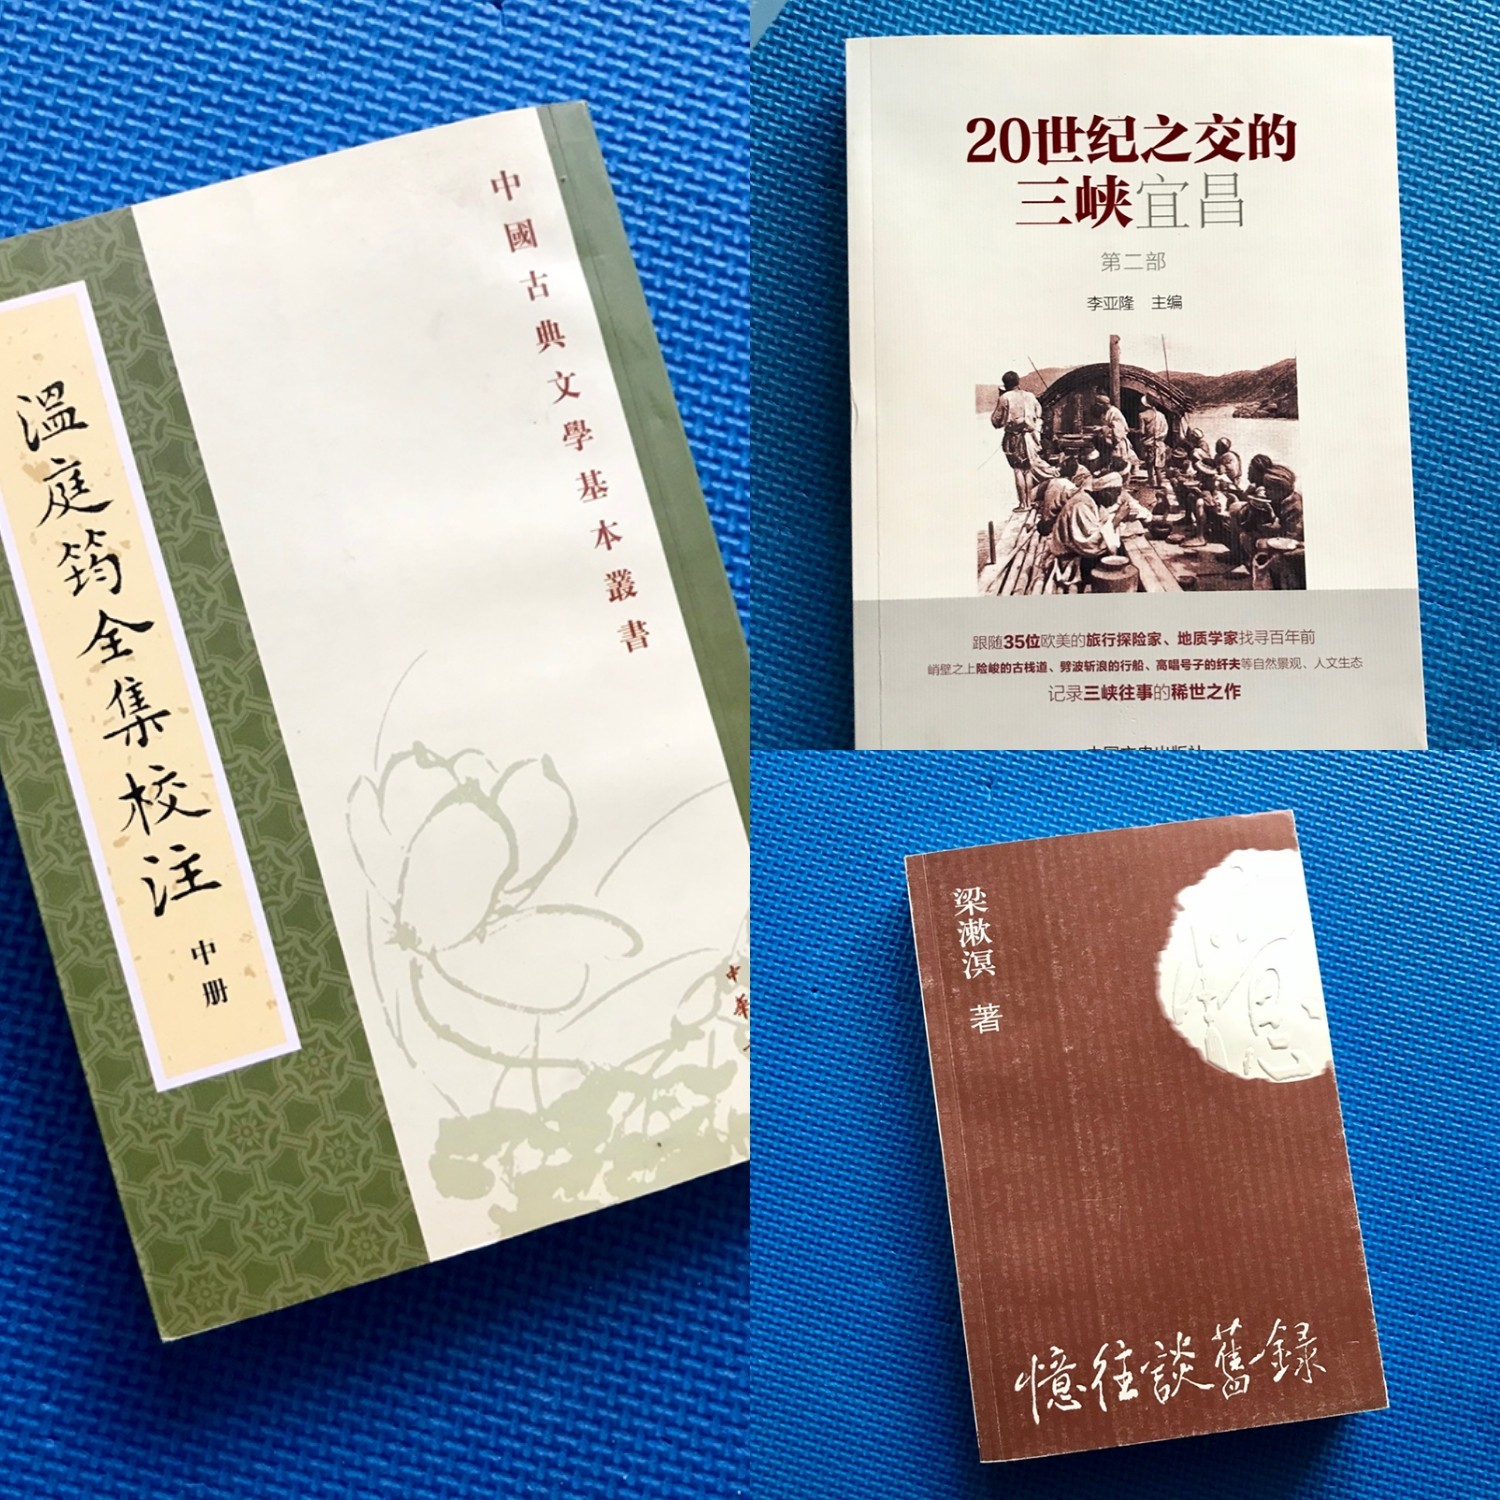 中國古典文學基本叢書
溫庭筠全集校注
中册
20世纪之交的
三峡宜昌
第二部
李亚隆 主编
跟随35位欧美的旅行探险家、地质学家找寻百年前
峭壁之上险峻的古栈道、劈波斩浪的行船、高唱号子的纤夫等自然景观、人文生态
记录三峡往事的稀世之作
梁漱溟 著
憶
憶往談舊録